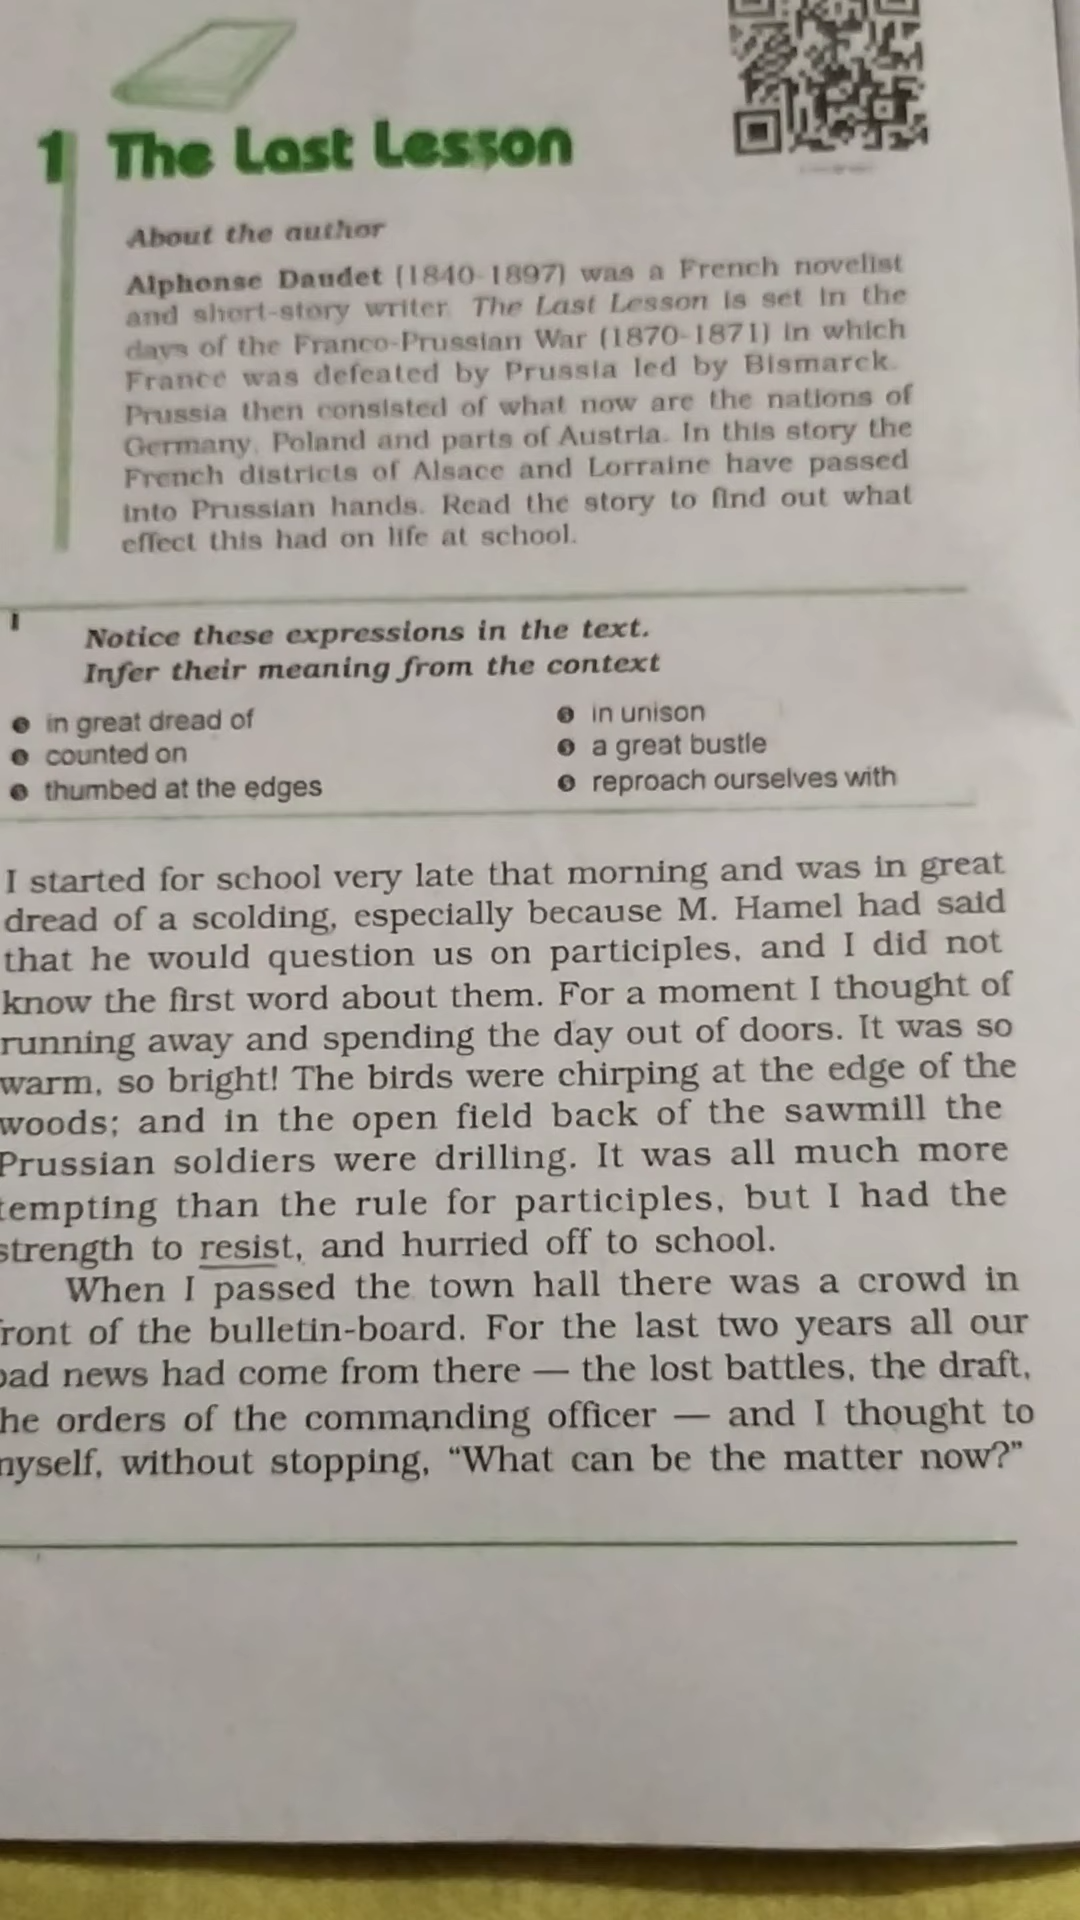 1 The Last Lesson
About the author
Alphonse Daudet (1840-1897) was a French novelist
and short-story writer. The Last Lesson is set in the
days of the Franco-Prussian War (1870-1871) in which
France was defeated by Prussia led by Bismarck.
Prussia then consisted of what now are the nations of
Germany, Poland and parts of Austria. In this story the
French districts of Alsace and Lorraine have passed
into Prussian hands. Read the story to find out what
effect this had on life at school.
Notice these expressions in the text.
Infer their meaning from the context
in great dread of
counted on
thumbed at the edges
in unison
a great bustle
reproach ourselves with
I started for school very late that morning and was in great
dread of a scolding, especially because M. Hamel had said
that he would question us on participles, and I did not
know the first word about them. For a moment I thought of
running away and spending the day out of doors. It was so
warm, so bright! The birds were chirping at the edge of the
woods; and in the open field back of the sawmill the
Prussian soldiers were drilling. It was all much more
tempting than the rule for participles, but I had the
strength to resist, and hurried off to school.
When I passed the town hall there was a crowd in
ront of the bulletin-board. For the last two years all our
bad news had come from there — the lost battles, the draft,
he orders of the commanding officer — and I thought to
myself, without stopping, “What can be the matter now?”